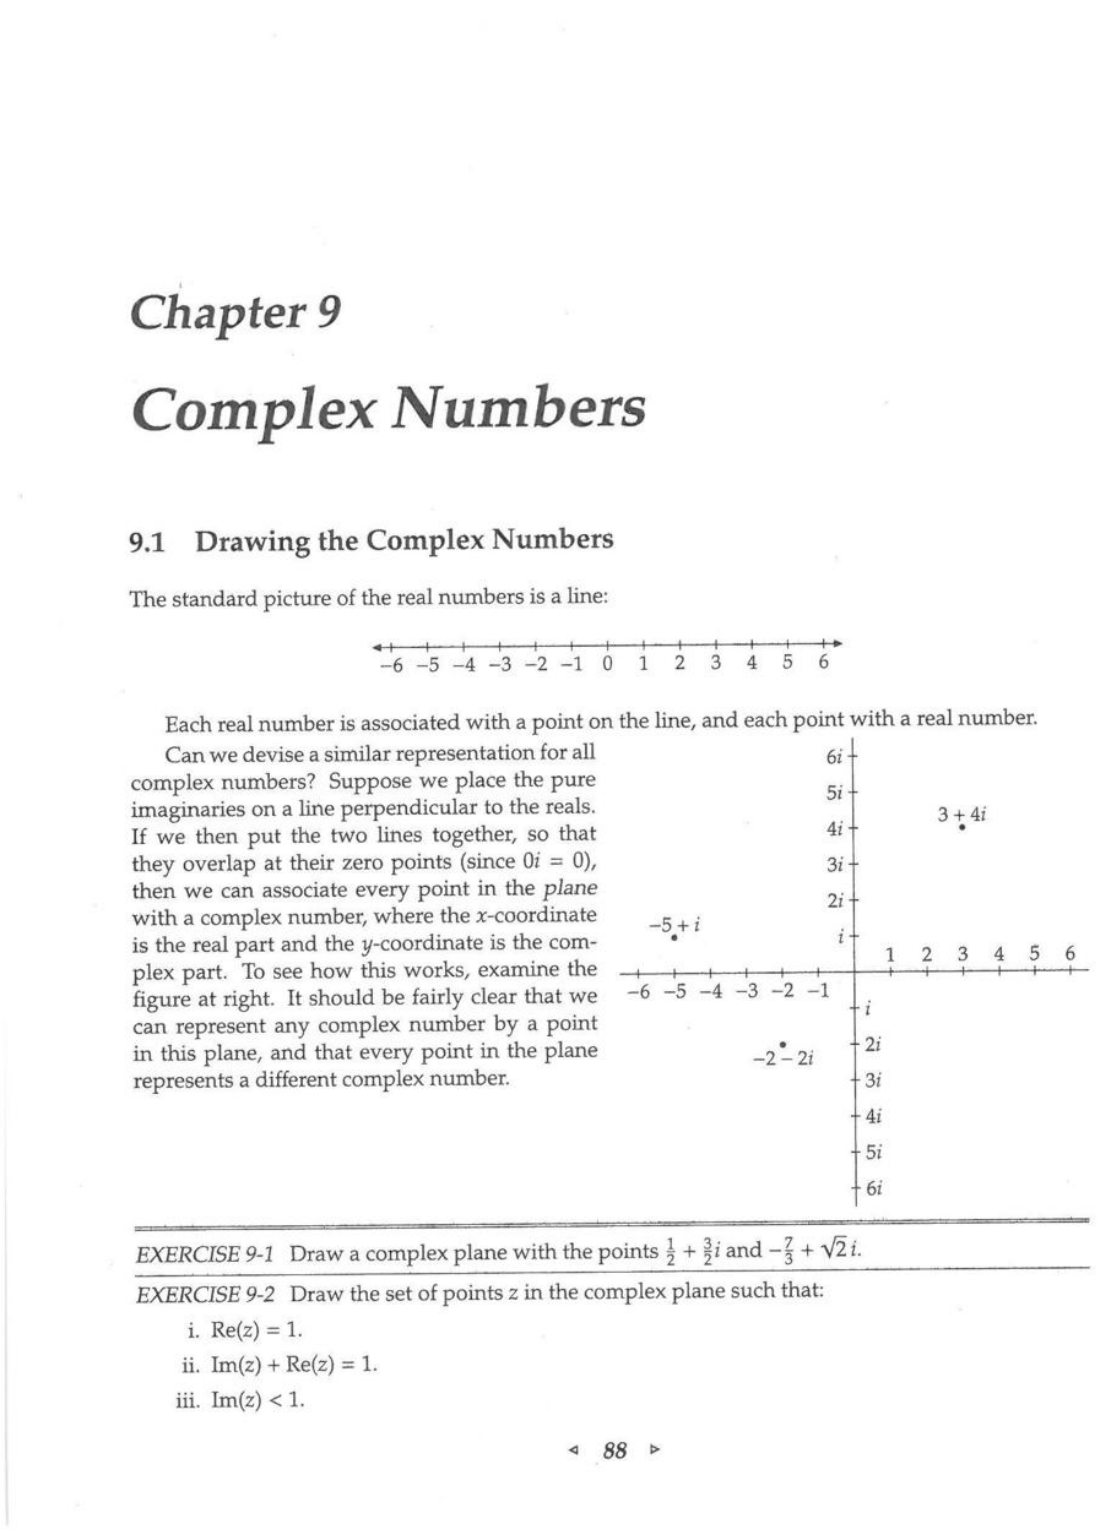 Chapter 9
Complex Numbers
9.1 Drawing the Complex Numbers
The standard picture of the real numbers is a line:
−6 −5 −4 −3 −2 −1 0 1 2 3 4 5 6
Each real number is associated with a point on the line, and each point with a real number.
Can we devise a similar representation for all
complex numbers? Suppose we place the pure
imaginaries on a line perpendicular to the reals.
If we then put the two lines together, so that
they overlap at their zero points (since 0i = 0),
then we can associate every point in the plane
with a complex number, where the x-coordinate
is the real part and the y-coordinate is the com-
plex part. To see how this works, examine the
figure at right. It should be fairly clear that we
can represent any complex number by a point
in this plane, and that every point in the plane
represents a different complex number.
6i
5i
3 + 4i
4i
3i
2i
−5 + i
i
1 2 3 4 5 6
−6 −5 −4 −3 −2 −1
i
2i
−2 − 2i
3i
4i
5i
6i
EXERCISE 9-1 Draw a complex plane with the points 1/2 + 3/2 i and −7/3 + √2 i.
EXERCISE 9-2 Draw the set of points z in the complex plane such that:
i. Re(z) = 1.
ii. Im(z) + Re(z) = 1.
iii. Im(z) < 1.
◁ 88 ▷